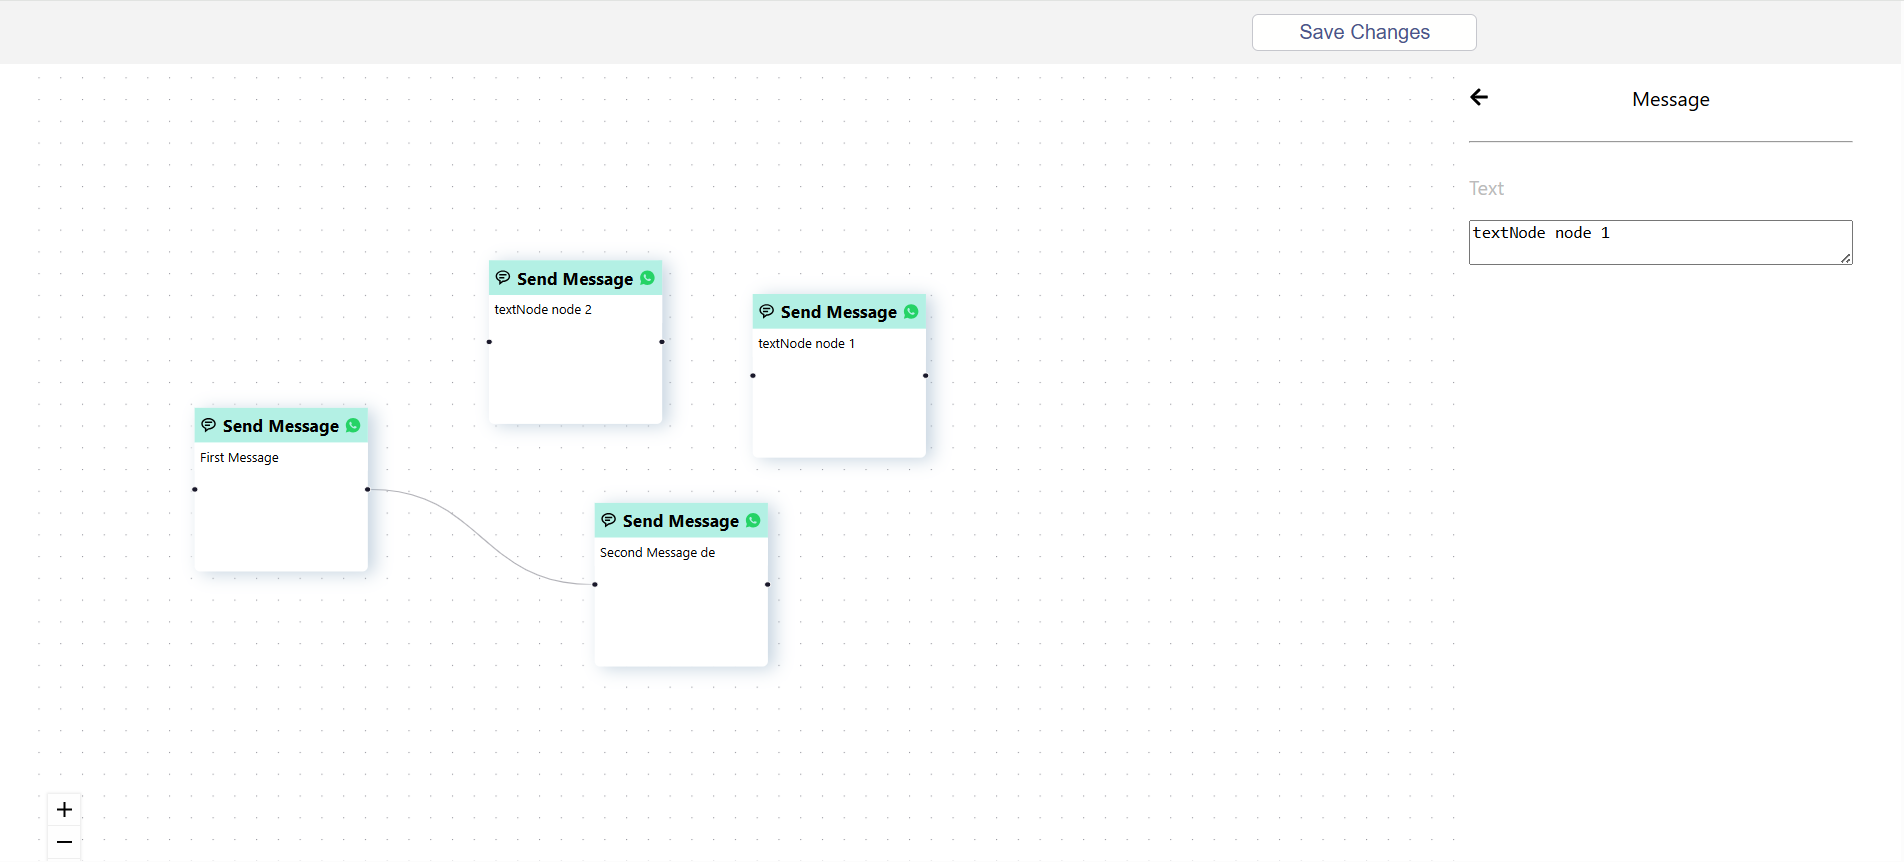 Save Changes
Message
Text
textNode node 1
Send Message
textNode node 2
Send Message
textNode node 1
Send Message
First Message
Send Message
Second Message de